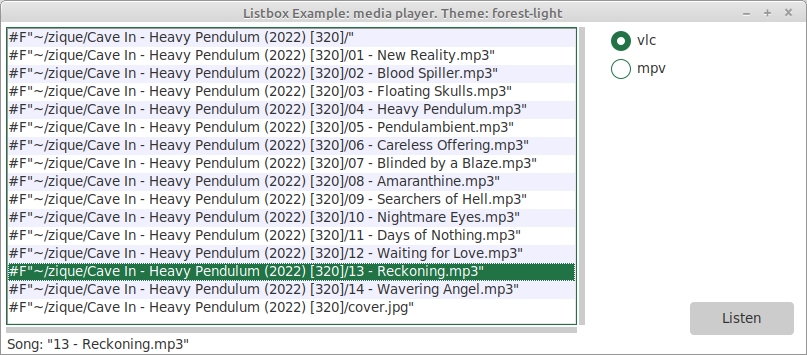 Listbox Example: media player. Theme: forest-light
#F"~/zique/Cave In - Heavy Pendulum (2022) [320]/"
#F"~/zique/Cave In - Heavy Pendulum (2022) [320]/01 - New Reality.mp3"
#F"~/zique/Cave In - Heavy Pendulum (2022) [320]/02 - Blood Spiller.mp3"
#F"~/zique/Cave In - Heavy Pendulum (2022) [320]/03 - Floating Skulls.mp3"
#F"~/zique/Cave In - Heavy Pendulum (2022) [320]/04 - Heavy Pendulum.mp3"
#F"~/zique/Cave In - Heavy Pendulum (2022) [320]/05 - Pendulambient.mp3"
#F"~/zique/Cave In - Heavy Pendulum (2022) [320]/06 - Careless Offering.mp3"
#F"~/zique/Cave In - Heavy Pendulum (2022) [320]/07 - Blinded by a Blaze.mp3"
#F"~/zique/Cave In - Heavy Pendulum (2022) [320]/08 - Amaranthine.mp3"
#F"~/zique/Cave In - Heavy Pendulum (2022) [320]/09 - Searchers of Hell.mp3"
#F"~/zique/Cave In - Heavy Pendulum (2022) [320]/10 - Nightmare Eyes.mp3"
#F"~/zique/Cave In - Heavy Pendulum (2022) [320]/11 - Days of Nothing.mp3"
#F"~/zique/Cave In - Heavy Pendulum (2022) [320]/12 - Waiting for Love.mp3"
#F"~/zique/Cave In - Heavy Pendulum (2022) [320]/13 - Reckoning.mp3"
#F"~/zique/Cave In - Heavy Pendulum (2022) [320]/14 - Wavering Angel.mp3"
#F"~/zique/Cave In - Heavy Pendulum (2022) [320]/cover.jpg"
vlc
mpv
Listen
Song: "13 - Reckoning.mp3"